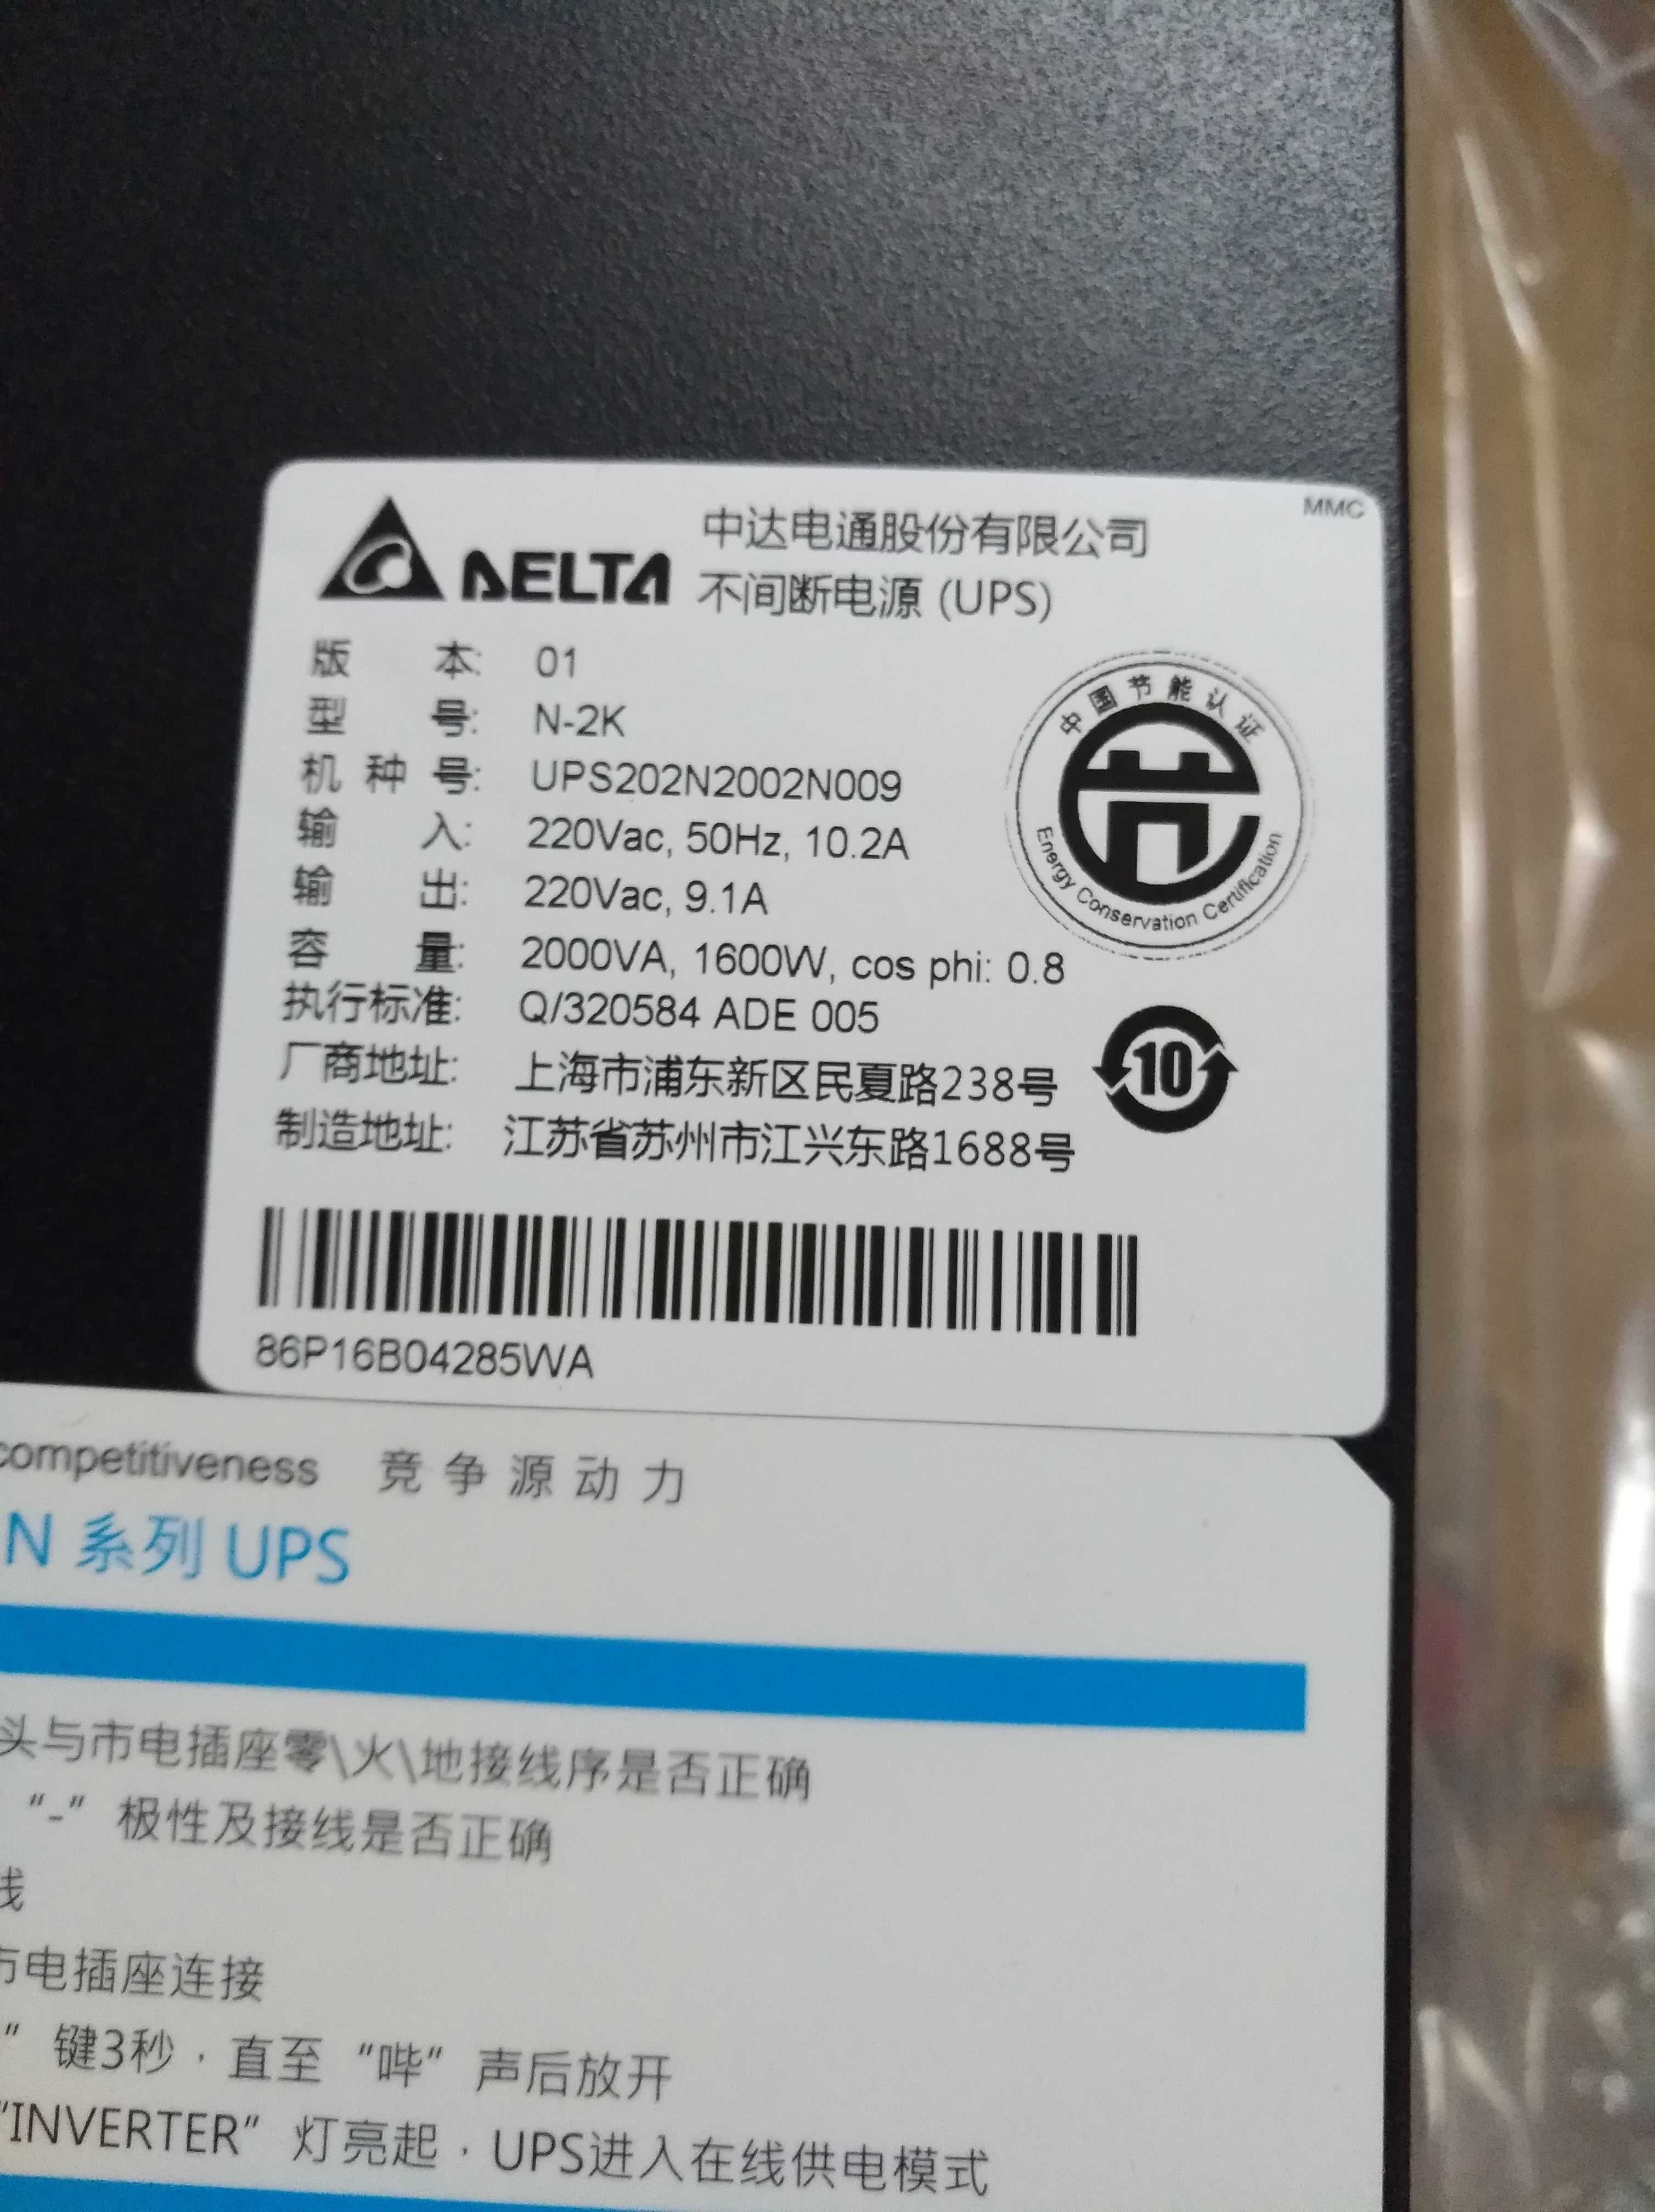 MMC
DELTA 中达电通股份有限公司
不间断电源 (UPS)
版 本: 01
型 号: N-2K
机 种 号: UPS202N2002N009
输 入: 220Vac, 50Hz, 10.2A
输 出: 220Vac, 9.1A
容 量: 2000VA, 1600W, cos phi: 0.8
执行标准: Q/320584 ADE 005
厂商地址: 上海市浦东新区民夏路238号
制造地址: 江苏省苏州市江兴东路1688号
中国节能认证
Energy Conservation Certification
10
86P16B04285WA
competitiveness 竞争源动力
N 系列 UPS
头与市电插座零\火\地接线序是否正确
“-” 极性及接线是否正确
线
市电插座连接
” 键3秒，直至 “哔” 声后放开
“INVERTER” 灯亮起，UPS进入在线供电模式